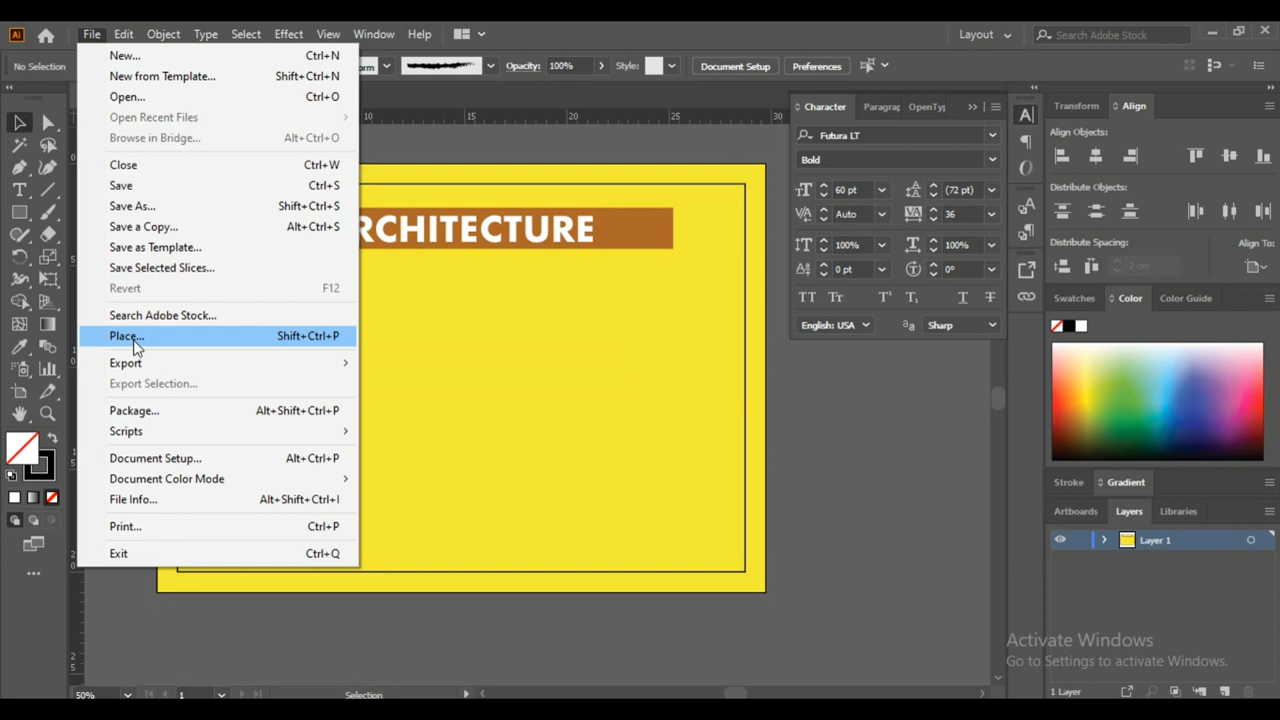 Ai File Edit Object Type Select Effect View Window Help Layout Search Adobe Stock
No Selection Opacity: 100% Style: Document Setup Preferences
New... Ctrl+N
New from Template... Shift+Ctrl+N
Open... Ctrl+O
Open Recent Files
Browse in Bridge... Alt+Ctrl+O
Close Ctrl+W
Save Ctrl+S
Save As... Shift+Ctrl+S
Save a Copy... Alt+Ctrl+S
Save as Template...
Save Selected Slices...
Revert F12
Search Adobe Stock...
Place... Shift+Ctrl+P
Export
Export Selection...
Package... Alt+Shift+Ctrl+P
Scripts
Document Setup... Alt+Ctrl+P
Document Color Mode
File Info... Alt+Shift+Ctrl+I
Print... Ctrl+P
Exit Ctrl+Q
10 15 20 25 30
RCHITECTURE
Character Paragrap OpenTyp
Futura LT
Bold
60 pt (72 pt)
Auto 36
100% 100%
0 pt 0°
English: USA Sharp
Transform Align
Align Objects:
Distribute Objects:
Distribute Spacing: Align To:
2 cm
Swatches Color Color Guide
Stroke Gradient
Artboards Layers Libraries
Layer 1
Activate Windows
Go to Settings to activate Windows.
50% 1 Selection
1 Layer